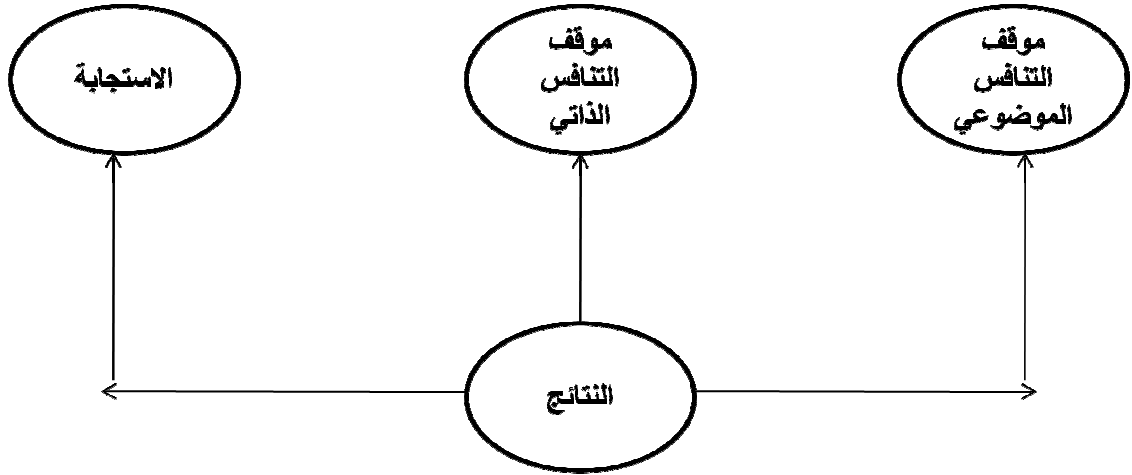 موقف
التنافس
الموضوعي
موقف
التنافس
الذاتي
الاستجابة
النتائج